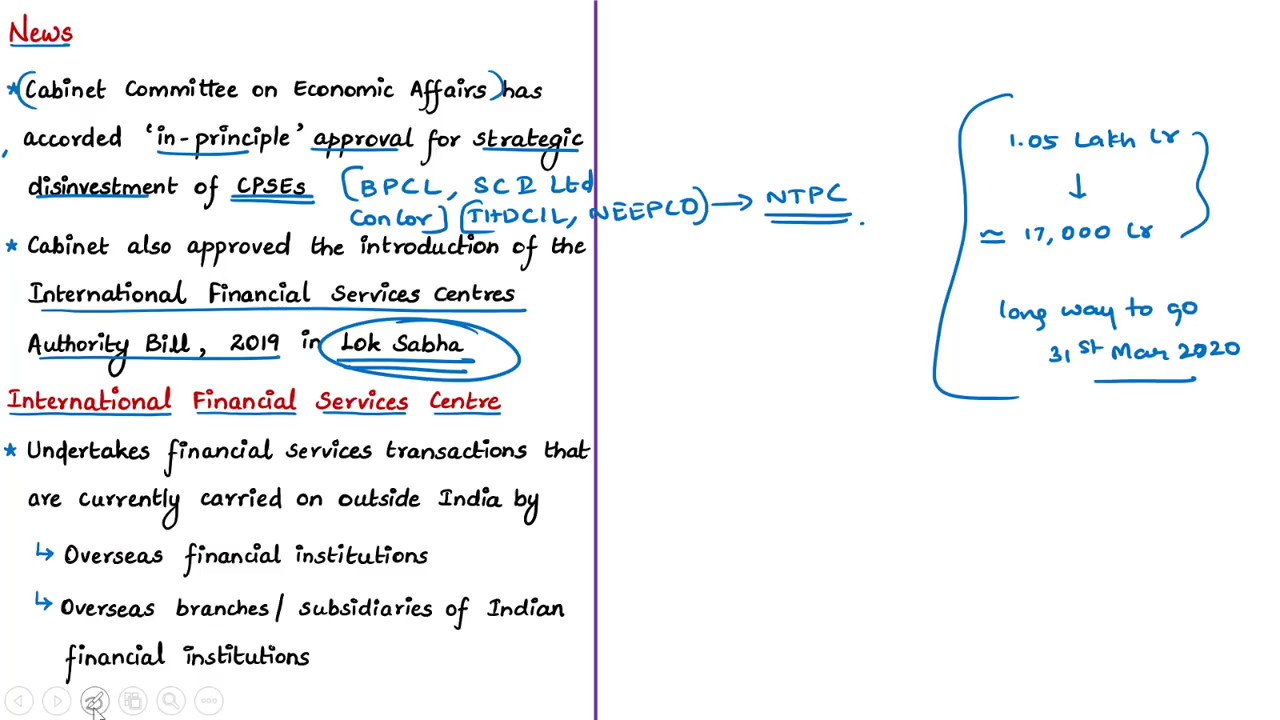 News
* (Cabinet Committee on Economic Affairs) has
accorded 'in-principle' approval for strategic
disinvestment of CPSEs [BPCL, SCI Ltd
Concor] [THDCIL, NEEPCO) → NTPC.
* Cabinet also approved the introduction of the
International Financial Services Centres
Authority Bill, 2019 in Lok Sabha
International Financial Services Centre
* Undertakes financial services transactions that
are currently carried on outside India by
↳ Overseas financial institutions
↳ Overseas branches/ subsidiaries of Indian
financial institutions
1.05 Lakh Cr
↓
≈ 17,000 Cr
long way to go
31st Mar 2020